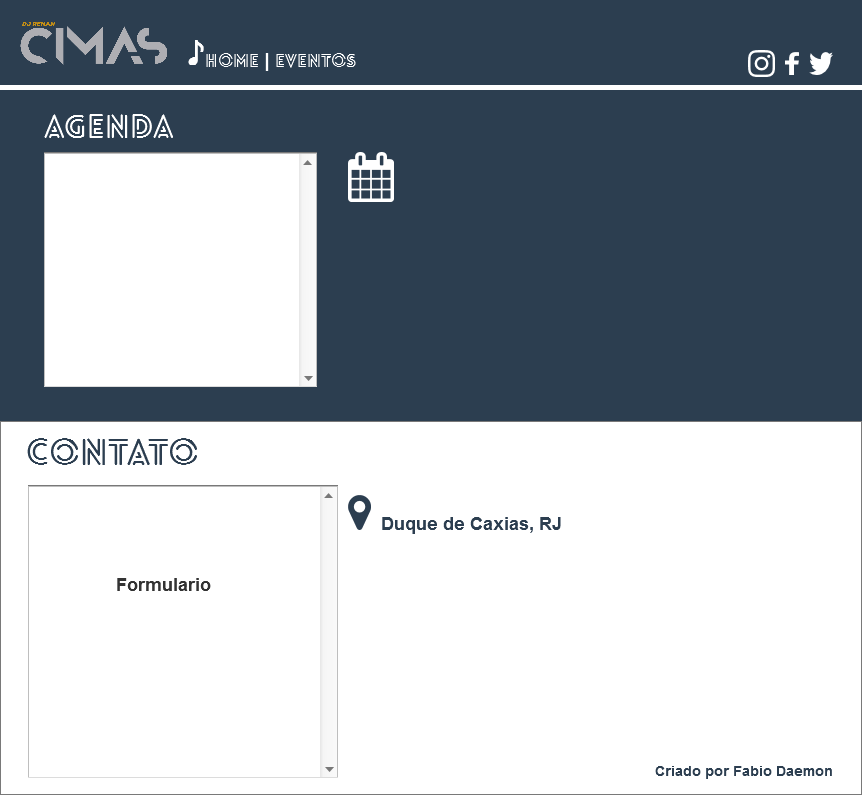 DJ RENAN
CIMAS
HOME | EVENTOS
AGENDA
CONTATO
Duque de Caxias, RJ
Formulario
Criado por Fabio Daemon